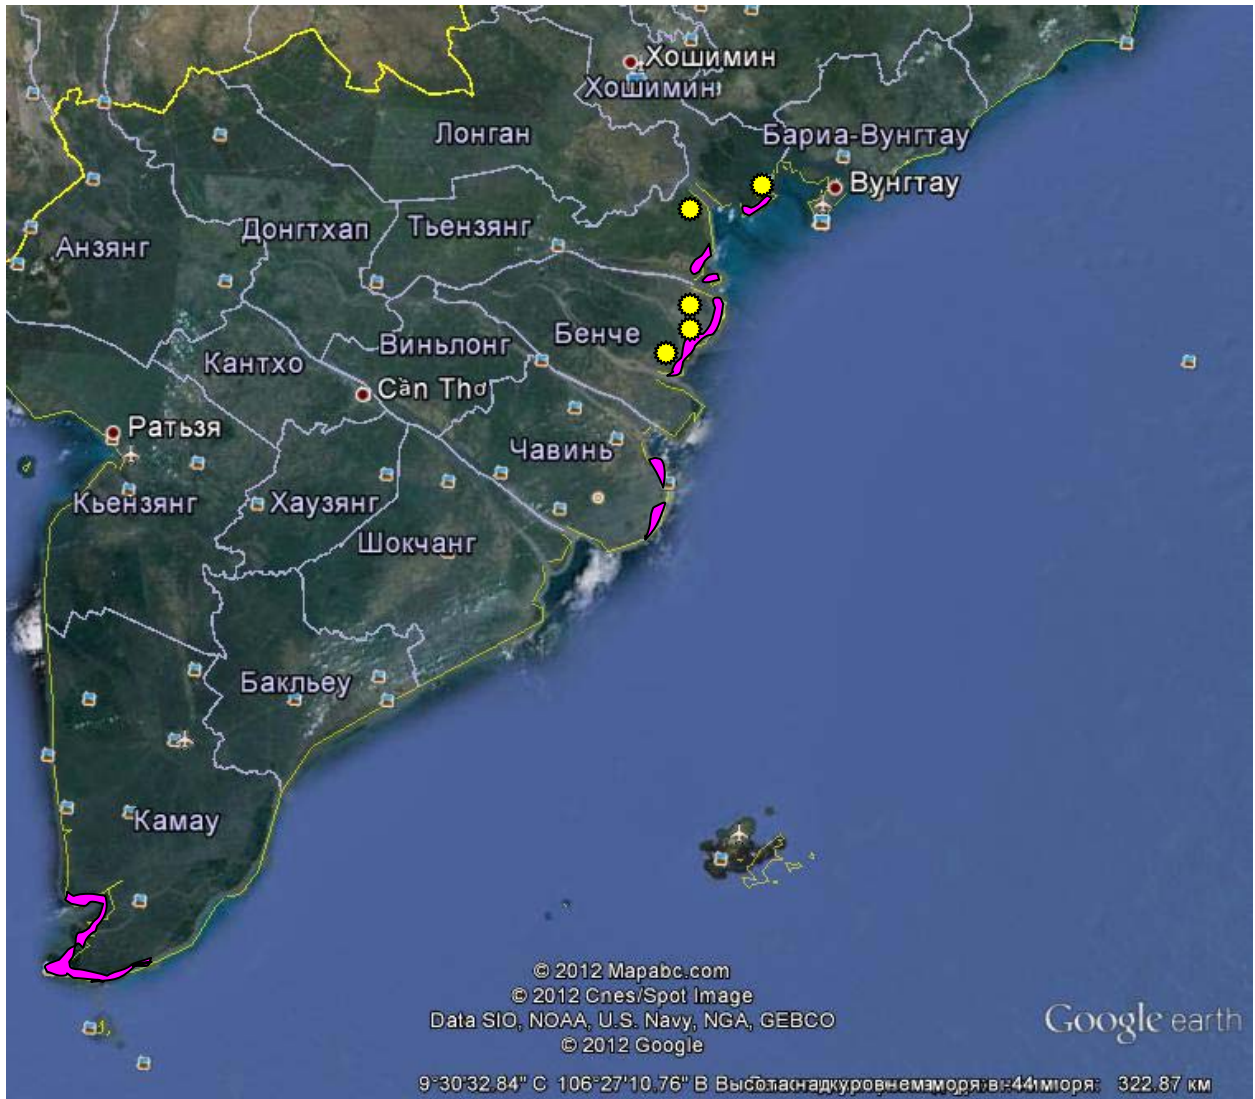 Хошимин
Хошимин
Лонган
Бариа-Вунгтау
Вунгтау
Донгтхап
Тьензянг
Анзянг
Виньлонг
Бенче
Кантхо
Cần Thơ
Ратьзя
Чавинь
Кьензянг
Хаузянг
Шокчанг
Бакльеу
Камау
© 2012 Mapabc.com
© 2012 Cnes/Spot Image
Data SIO, NOAA, U.S. Navy, NGA, GEBCO
© 2012 Google
Google earth
9°30'32.84" С 106°27'10.76" В 322.87 км